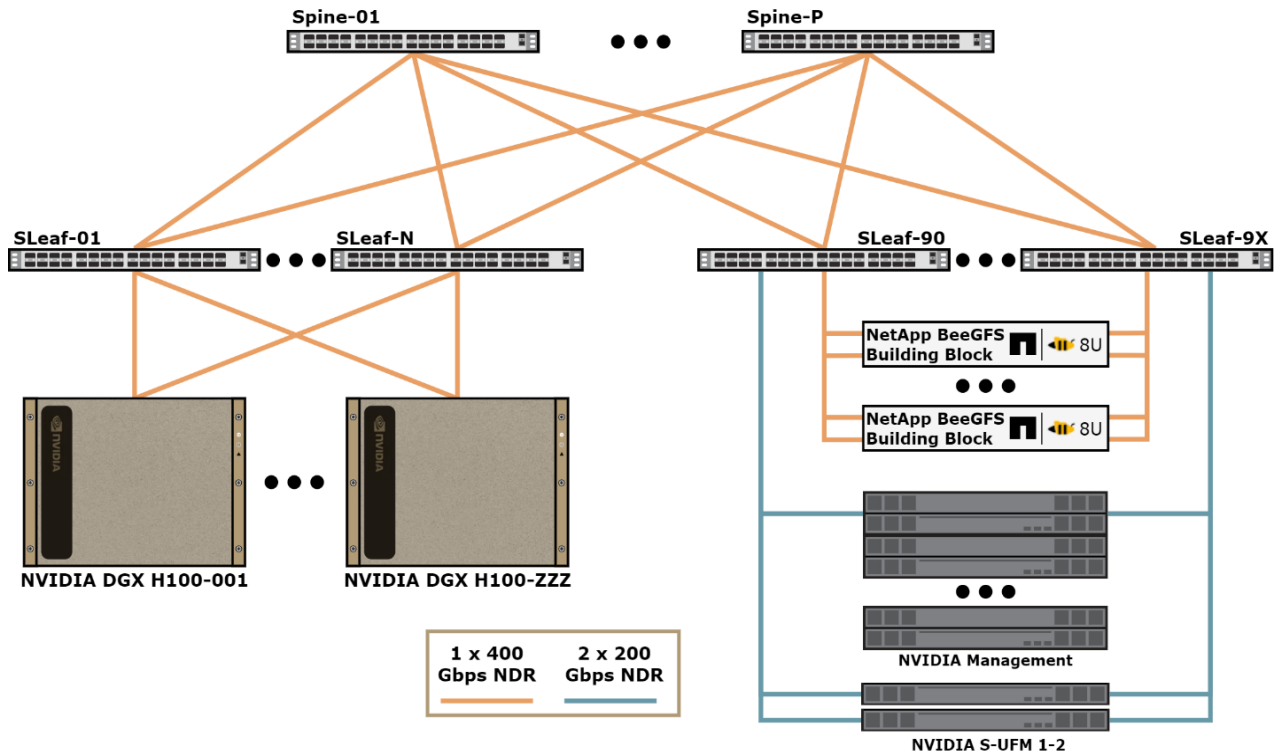 Spine-01
Spine-P
SLeaf-01
SLeaf-N
SLeaf-90
SLeaf-9X
NetApp BeeGFS
Building Block
8U
NetApp BeeGFS
Building Block
8U
NVIDIA
NVIDIA
NVIDIA DGX H100-001
NVIDIA DGX H100-ZZZ
1 x 400
Gbps NDR
2 x 200
Gbps NDR
NVIDIA Management
NVIDIA S-UFM 1-2